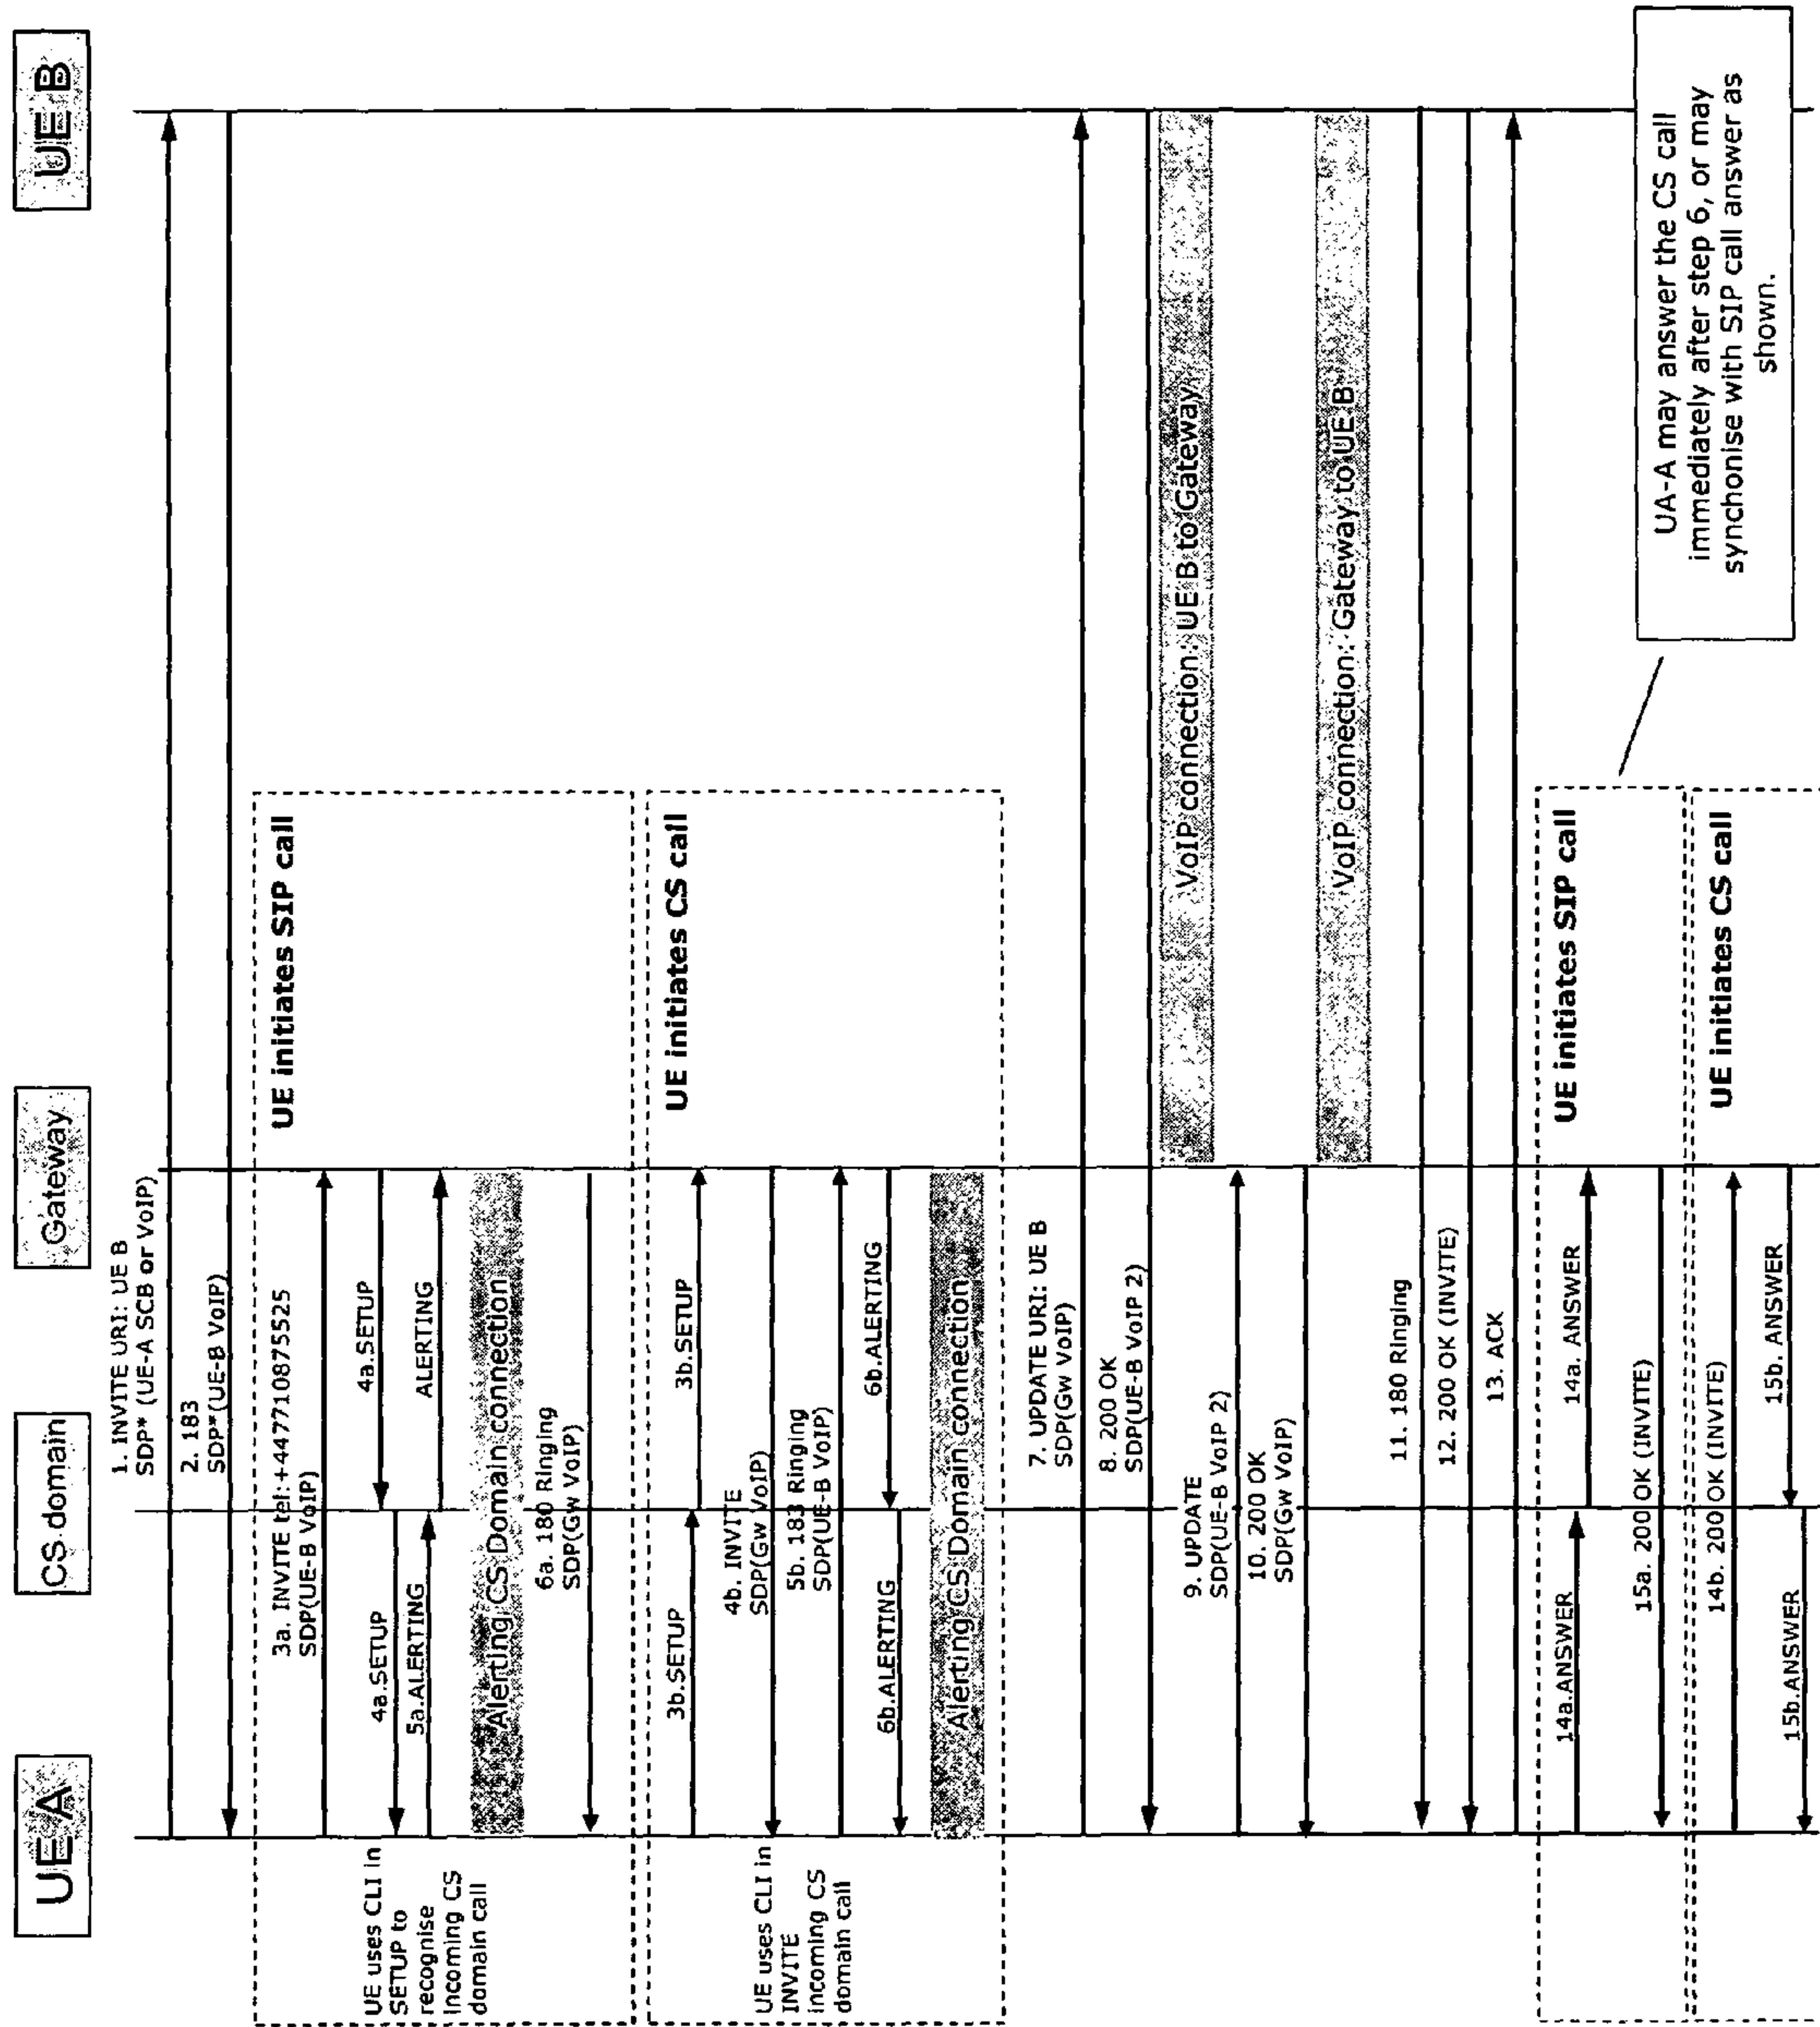 UE A
CS domain
Gateway
UE B
1. INVITE URI: UE B
SDP* (UE-A SCB or VoIP)
2. 183
SDP*(UE-B VoIP)
UE initiates SIP call
3a. INVITE tel:+447710875525
SDP(UE-B VoIP)
UE uses CLI in
SETUP to
recognise
incoming CS
domain call
4a.SETUP
4a.SETUP
5a.ALERTING
ALERTING
Alerting CS Domain connection
6a. 180 Ringing
SDP(Gw VoIP)
UE initiates CS call
3b.SETUP
3b.SETUP
UE uses CLI in
INVITE
incoming CS
domain call
4b. INVITE
SDP(Gw VoIP)
5b. 183 Ringing
SDP(UE-B VoIP)
6b.ALERTING
6b.ALERTING
Alerting CS Domain connection
7. UPDATE URI: UE B
SDP(Gw VoIP)
8. 200 OK
SDP(UE-B VoIP 2)
VoIP connection: UE B to Gateway
9. UPDATE
SDP(UE-B VoIP 2)
10. 200 OK
SDP(Gw VoIP)
VoIP connection: Gateway to UE B
11. 180 Ringing
12. 200 OK (INVITE)
13. ACK
UE initiates SIP call
14a.ANSWER
14a. ANSWER
15a. 200 OK (INVITE)
UA-A may answer the CS call
immediately after step 6, or may
synchonise with SIP call answer as
shown.
UE initiates CS call
14b. 200 OK (INVITE)
15b.ANSWER
15b. ANSWER